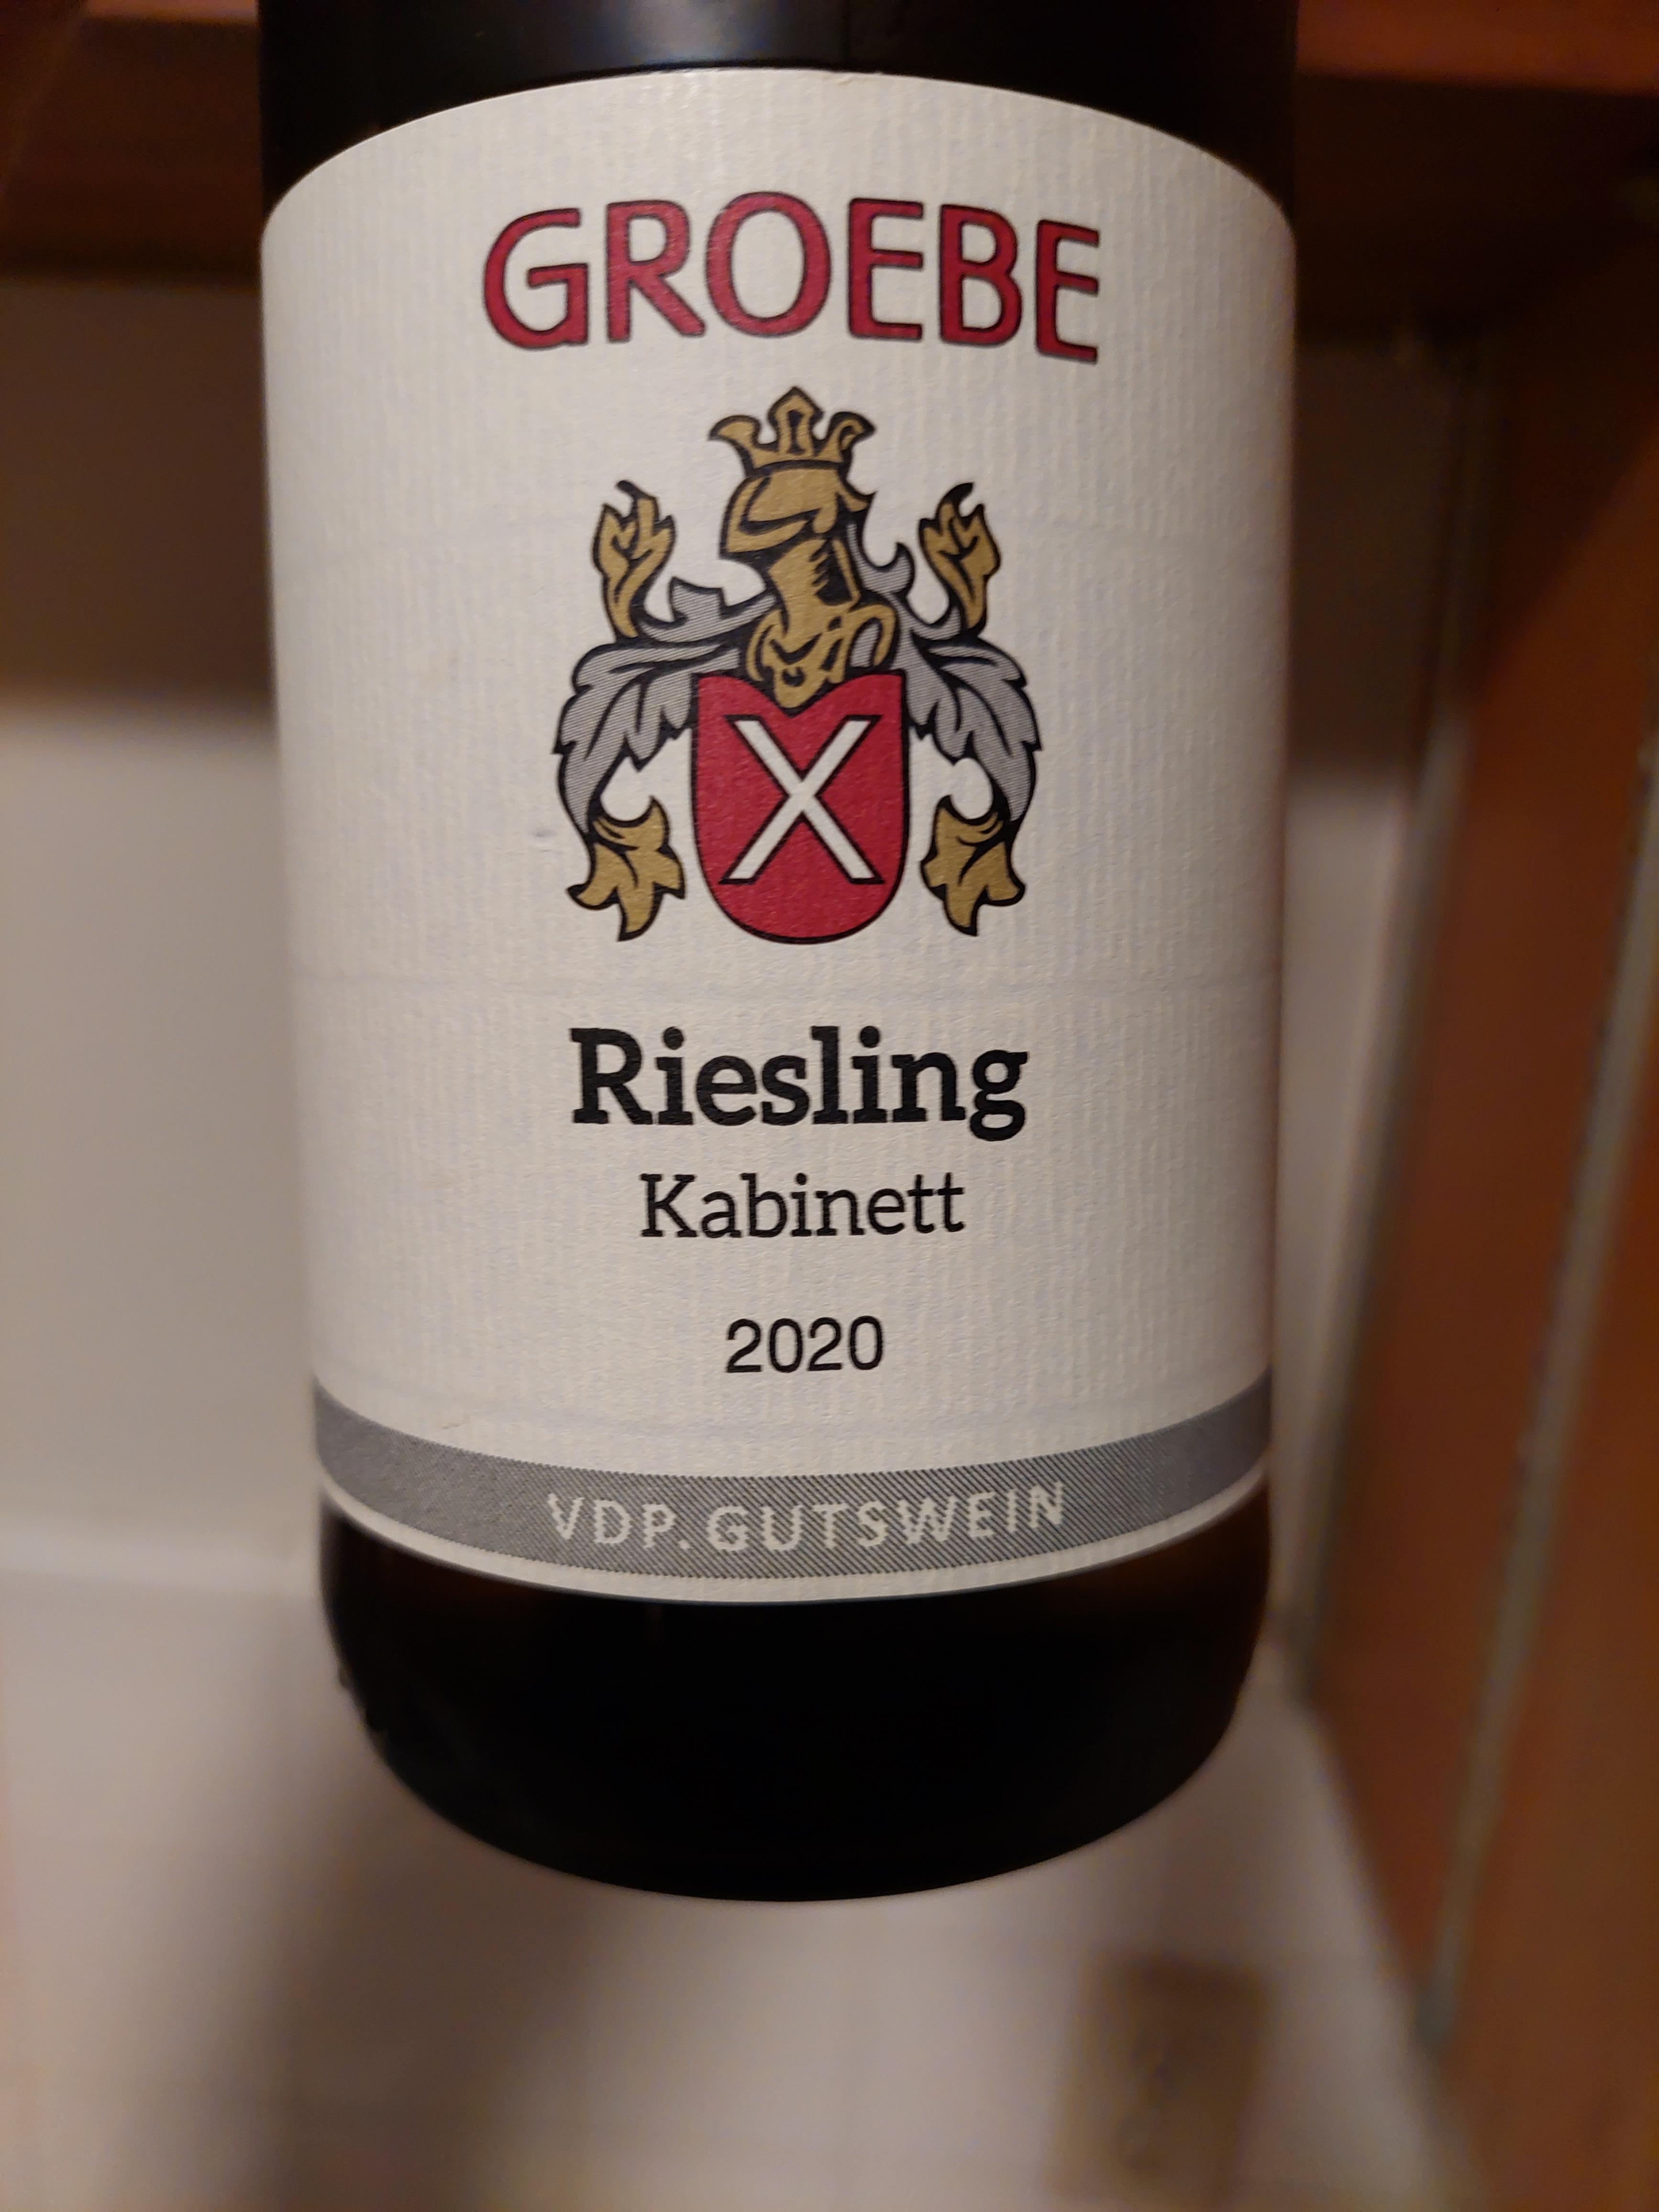 GROEBE
X
Riesling
Kabinett
2020
VDP. GUTSWEIN